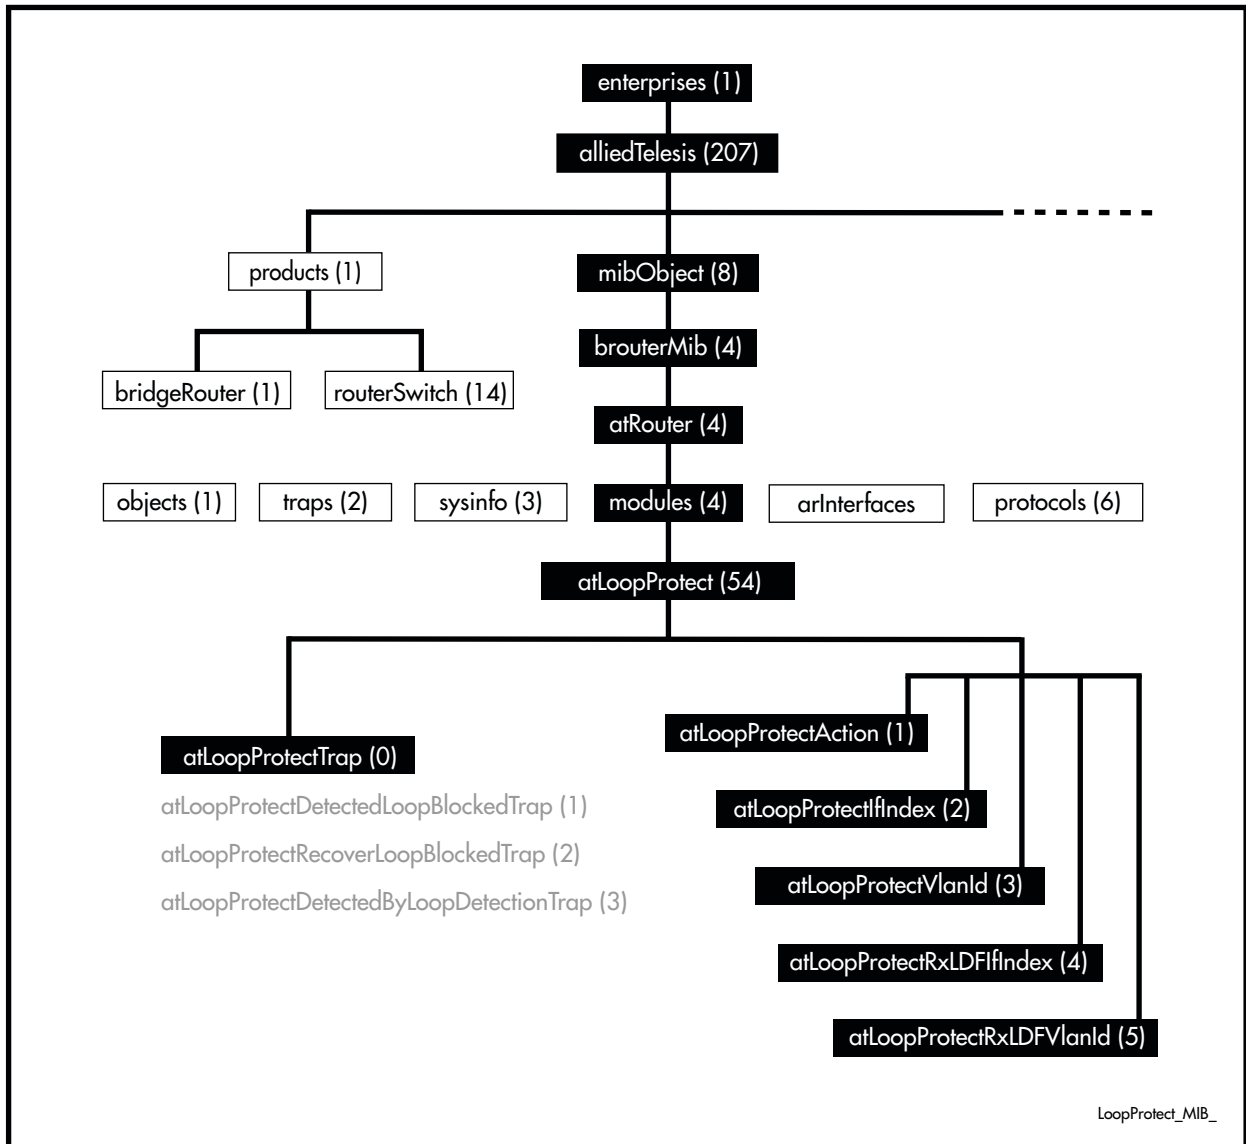 enterprises (1)
alliedTelesis (207)
products (1)
mibObject (8)
brouterMib (4)
bridgeRouter (1)
routerSwitch (14)
atRouter (4)
objects (1)
traps (2)
sysinfo (3)
modules (4)
arInterfaces
protocols (6)
atLoopProtect (54)
atLoopProtectTrap (0)
atLoopProtectDetectedLoopBlockedTrap (1)
atLoopProtectRecoverLoopBlockedTrap (2)
atLoopProtectDetectedByLoopDetectionTrap (3)
atLoopProtectAction (1)
atLoopProtectIfIndex (2)
atLoopProtectVlanId (3)
atLoopProtectRxLDFIfIndex (4)
atLoopProtectRxLDFVlanId (5)
LoopProtect_MIB_